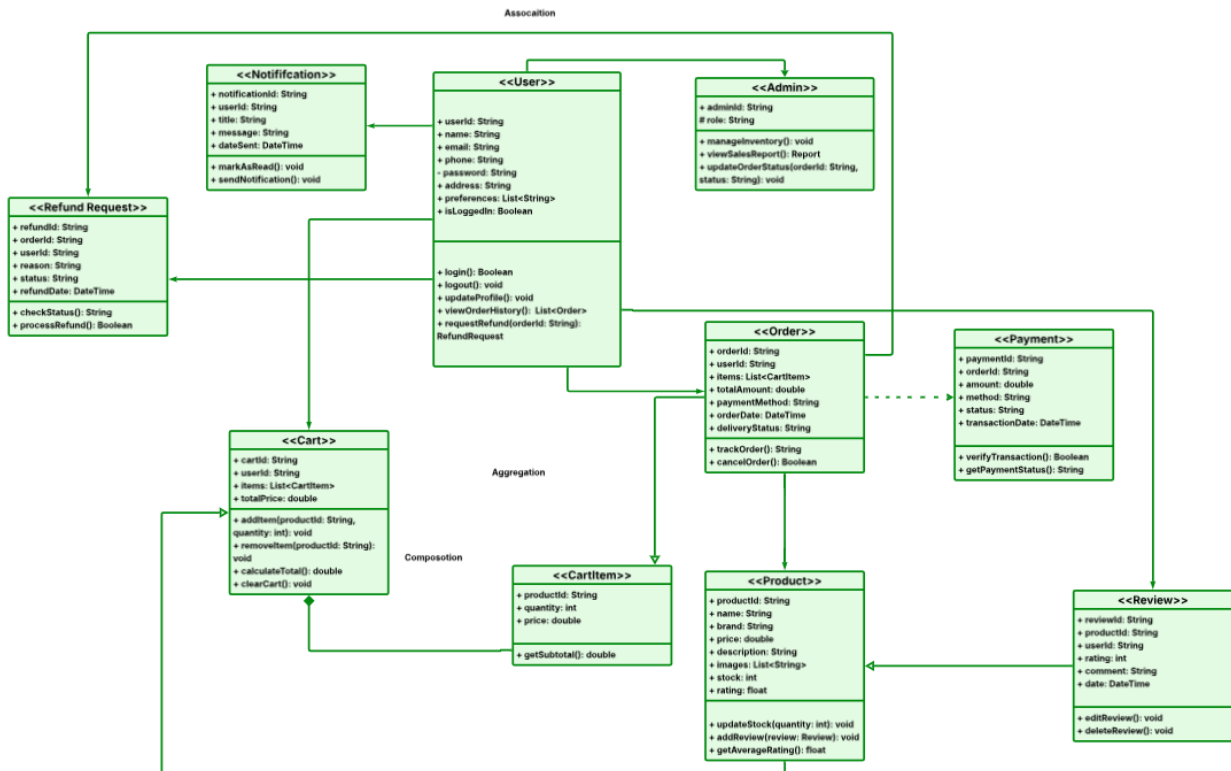 Assocaition
<<Notififcation>>
+ notificationId: String
+ userId: String
+ title: String
+ message: String
+ dateSent: DateTime
+ markAsRead(): void
+ sendNotification(): void
<<User>>
+ userId: String
+ name: String
+ email: String
+ phone: String
- password: String
+ address: String
+ preferences: List<String>
+ isLoggedIn: Boolean
+ login(): Boolean
+ logout(): void
+ updateProfile(): void
+ viewOrderHistory(): List<Order>
+ requestRefund(orderId: String):
RefundRequest
<<Admin>>
+ adminId: String
# role: String
+ manageInventory(): void
+ viewSalesReport(): Report
+ updateOrderStatus(orderId: String,
status: String): void
<<Refund Request>>
+ refundId: String
+ orderId: String
+ userId: String
+ reason: String
+ status: String
+ refundDate: DateTime
+ checkStatus(): String
+ processRefund(): Boolean
<<Order>>
+ orderId: String
+ userId: String
+ items: List<CartItem>
+ totalAmount: double
+ paymentMethod: String
+ orderDate: DateTime
+ deliveryStatus: String
+ trackOrder(): String
+ cancelOrder(): Boolean
<<Payment>>
+ paymentId: String
+ orderId: String
+ amount: double
+ method: String
+ status: String
+ transactionDate: DateTime
+ verifyTransaction(): Boolean
+ getPaymentStatus(): String
<<Cart>>
+ cartId: String
+ userId: String
+ items: List<CartItem>
+ totalPrice: double
+ addItem(productId: String,
quantity: int): void
+ removeItem(productId: String):
void
+ calculateTotal(): double
+ clearCart(): void
Aggregation
Composotion
<<CartItem>>
+ productId: String
+ quantity: int
+ price: double
+ getSubtotal(): double
<<Product>>
+ productId: String
+ name: String
+ brand: String
+ price: double
+ description: String
+ images: List<String>
+ stock: int
+ rating: float
+ updateStock(quantity: int): void
+ addReview(review: Review): void
+ getAverageRating(): float
<<Review>>
+ reviewId: String
+ productId: String
+ userId: String
+ rating: int
+ comment: String
+ date: DateTime
+ editReview(): void
+ deleteReview(): void